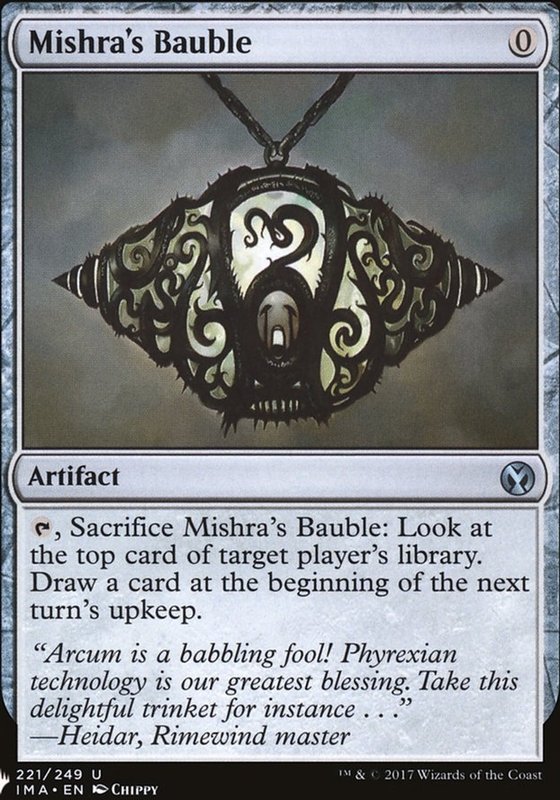 Mishra's Bauble 0
Artifact
, Sacrifice Mishra's Bauble: Look at
the top card of target player's library.
Draw a card at the beginning of the next
turn's upkeep.
“Arcum is a babbling fool! Phyrexian
technology is our greatest blessing. Take this
delightful trinket for instance . . .”
—Heidar, Rimewind master
221/249 U
IMA • EN CHIPPY
™ & © 2017 Wizards of the Coast